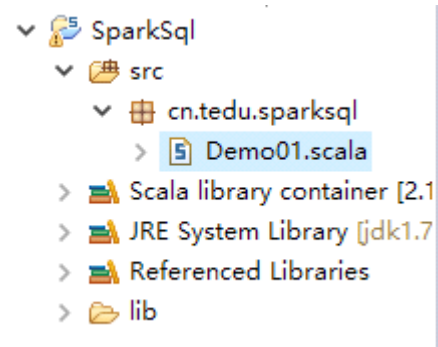 SparkSql
src
cn.tedu.sparksql
Demo01.scala
Scala library container [2.1
JRE System Library [jdk1.7
Referenced Libraries
lib